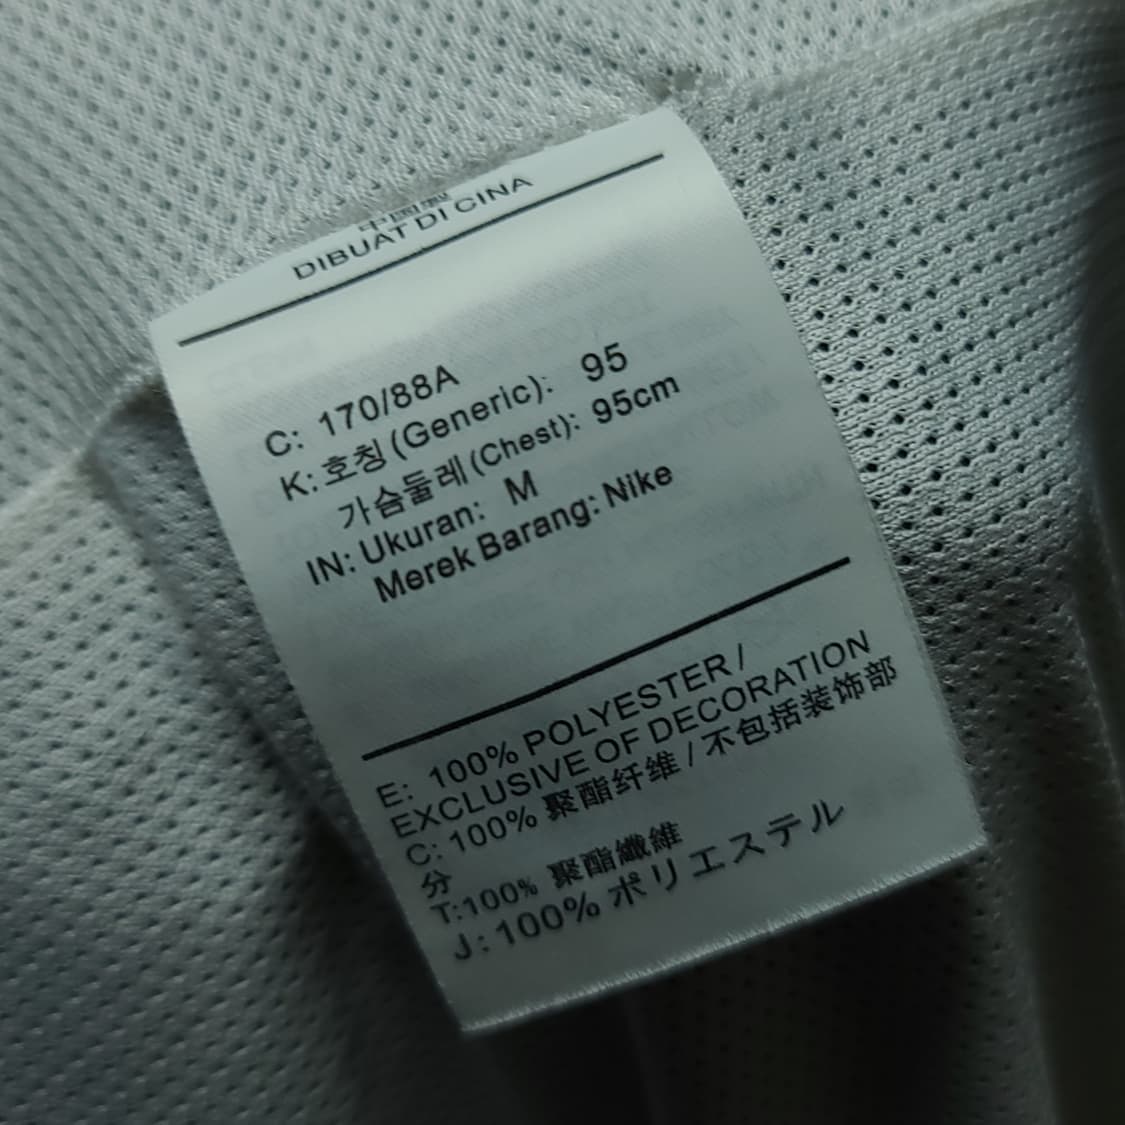 中国製
DIBUAT DI CINA
C: 170/88A
K: 호칭 (Generic): 95
가슴둘레 (Chest): 95cm
IN: Ukuran: M
Merek Barang: Nike
E: 100% POLYESTER /
EXCLUSIVE OF DECORATION
C: 100% 聚酯纤维 / 不包括装饰部
分
T:100% 聚酯纖維
J: 100% ポリエステル